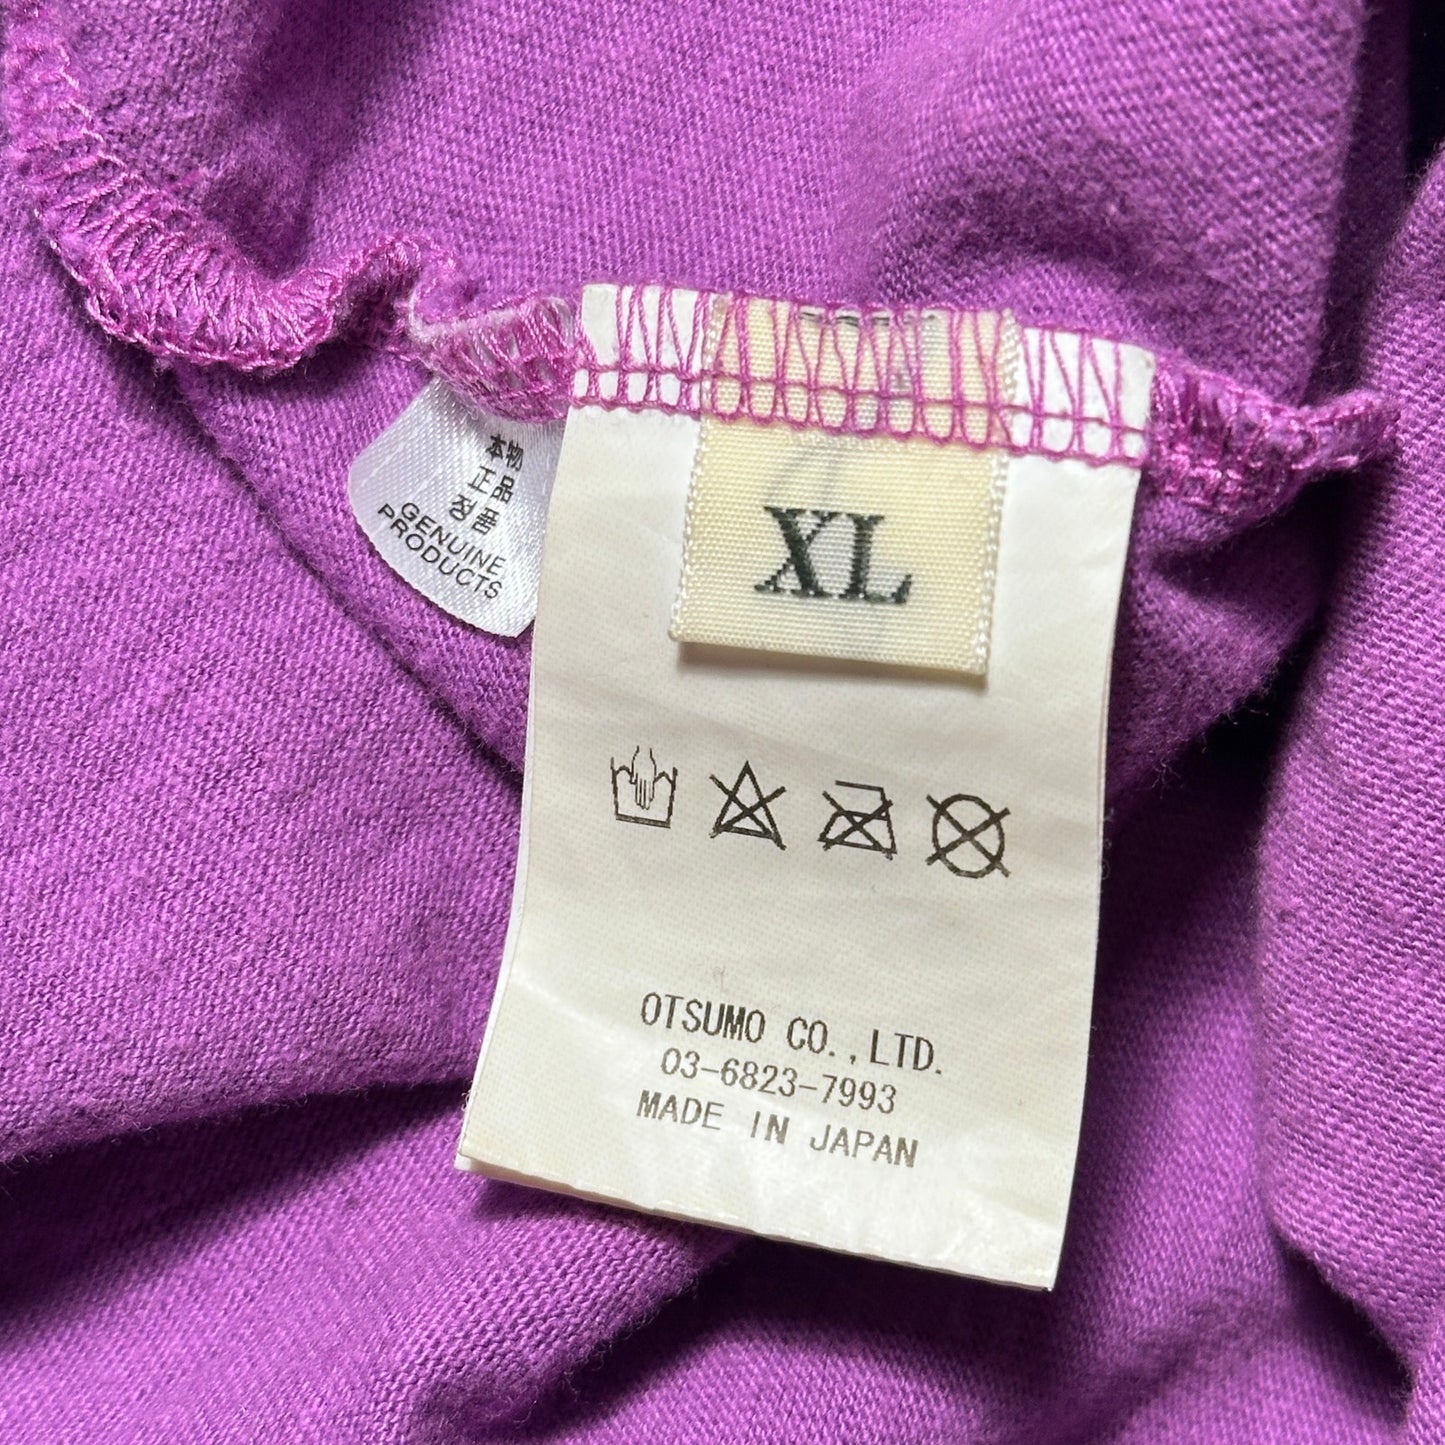 本物
正品
정품
GENUINE
PRODUCTS
XL
OTSUMO CO.,LTD.
03-6823-7993
MADE IN JAPAN